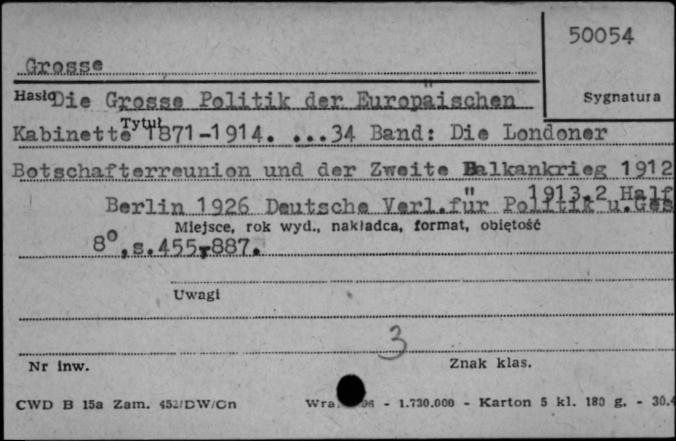 50054
Grosse
Hasło Die Grosse Politik der Europäischen
Sygnatura
Tytuł
Kabinette 1871-1914. ...34 Band: Die Londoner
Botschafterreunion und der Zweite Balkankrieg 1912
1913.2 Half
Berlin 1926 Deutsche Verl.für Politik u.Ges
Miejsce, rok wyd., nakładca, format, objętość
8°,s.455-887.
Uwagi
3
Nr inw.
Znak klas.
CWD B 15a Zam. 452/DW/Cn
- 1.730.000 - Karton 5 kl. 180 g. - 30.4